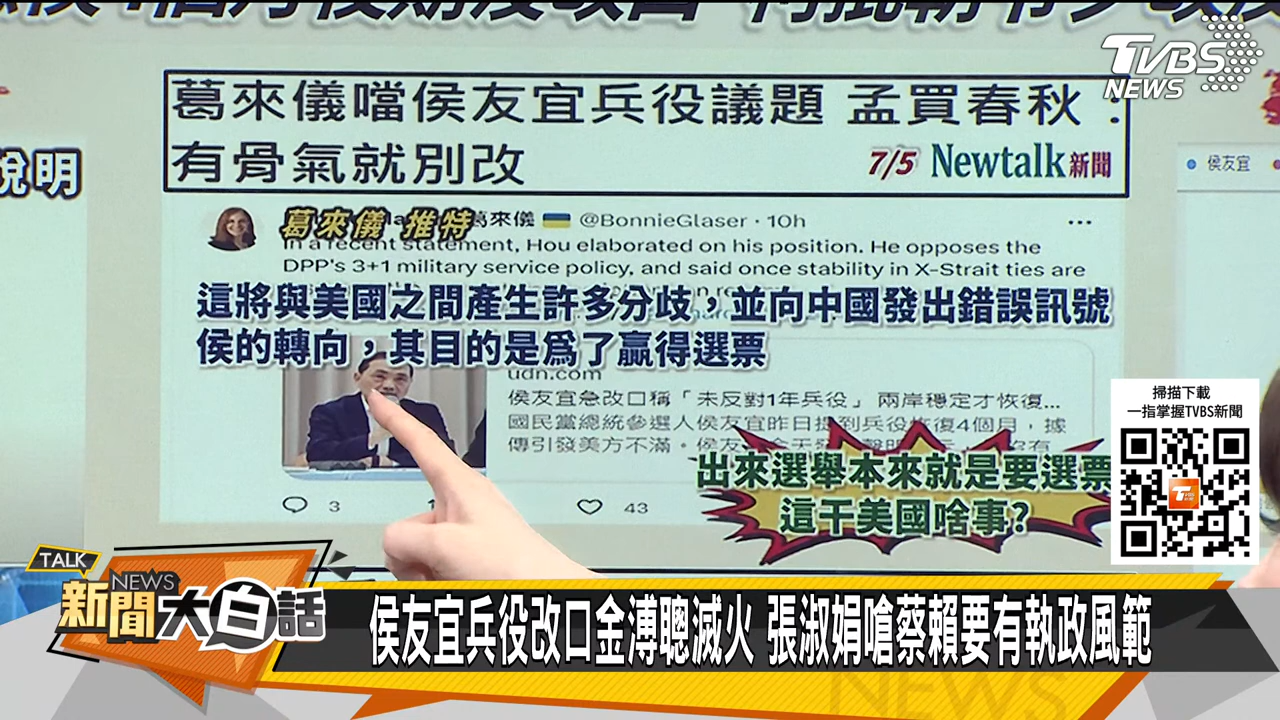 TVBS
NEWS
說明
葛來儀噹侯友宜兵役議題 孟買春秋：
有骨氣就別改
7/5 Newtalk新聞
侯友宜
葛來儀 推特
葛來儀 @BonnieGlaser · 10h
In a recent statement, Hou elaborated on his position. He opposes the
DPP's 3+1 military service policy, and said once stability in X-Strait ties are
這將與美國之間產生許多分歧，並向中國發出錯誤訊號
侯的轉向，其目的是為了贏得選票
udn.com
侯友宜急改口稱「未反對1年兵役」 兩岸穩定才恢復...
國民黨總統參選人侯友宜昨日提到兵役恢復4個月，據
傳引發美方不滿。侯友
3
43
出來選舉本來就是要選票
這干美國啥事?
掃描下載
一指掌握TVBS新聞
TALK
NEWS
新聞大白話
侯友宜兵役改口金溥聰滅火 張淑娟嗆蔡賴要有執政風範
NEWS